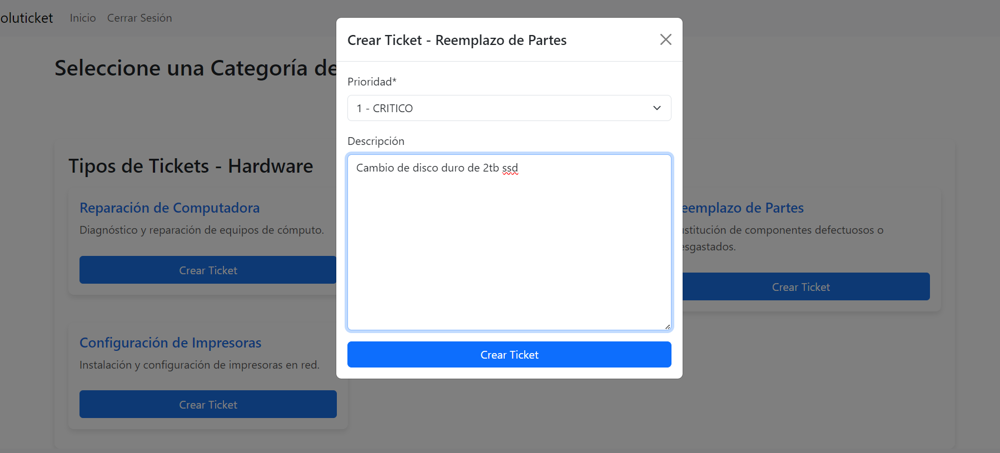 oluticket Inicio Cerrar Sesión
Crear Ticket - Reemplazo de Partes
Seleccione una Categoría de
Prioridad*
1 - CRITICO
Descripción
Cambio de disco duro de 2tb ssd
Tipos de Tickets - Hardware
Reparación de Computadora
Diagnóstico y reparación de equipos de cómputo.
Crear Ticket
eemplazo de Partes
ustitución de componentes defectuosos o
esgastados.
Crear Ticket
Configuración de Impresoras
Instalación y configuración de impresoras en red.
Crear Ticket
Crear Ticket